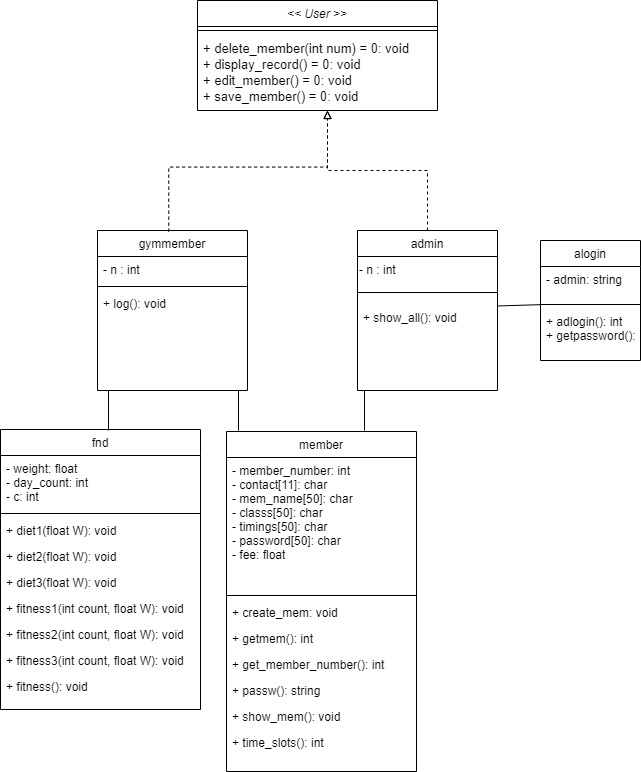 << User >>
+ delete_member(int num) = 0: void
+ display_record() = 0: void
+ edit_member() = 0: void
+ save_member() = 0: void
gymmember
- n : int
+ log(): void
admin
- n : int
+ show_all(): void
alogin
- admin: string
+ adlogin(): int
+ getpassword():
fnd
- weight: float
- day_count: int
- c: int
+ diet1(float W): void
+ diet2(float W): void
+ diet3(float W): void
+ fitness1(int count, float W): void
+ fitness2(int count, float W): void
+ fitness3(int count, float W): void
+ fitness(): void
member
- member_number: int
- contact[11]: char
- mem_name[50]: char
- classs[50]: char
- timings[50]: char
- password[50]: char
- fee: float
+ create_mem: void
+ getmem(): int
+ get_member_number(): int
+ passw(): string
+ show_mem(): void
+ time_slots(): int